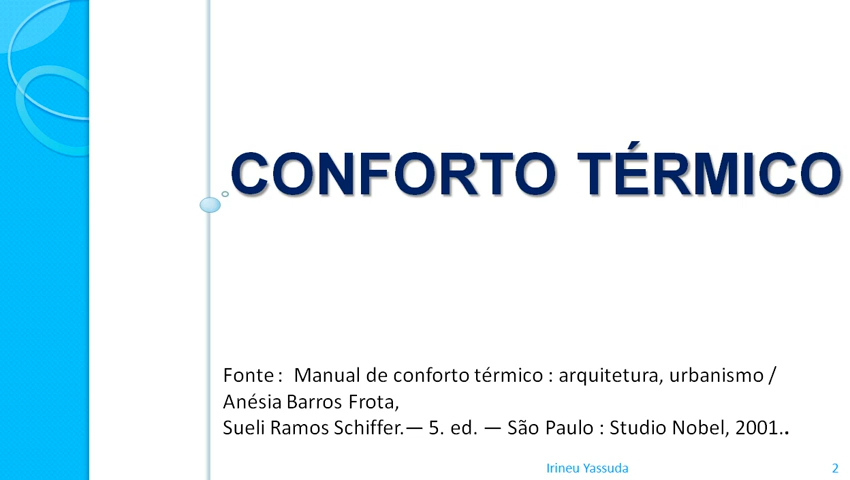 CONFORTO TÉRMICO
Fonte : Manual de conforto térmico : arquitetura, urbanismo /
Anésia Barros Frota,
Sueli Ramos Schiffer.— 5. ed. — São Paulo : Studio Nobel, 2001..
Irineu Yassuda
2